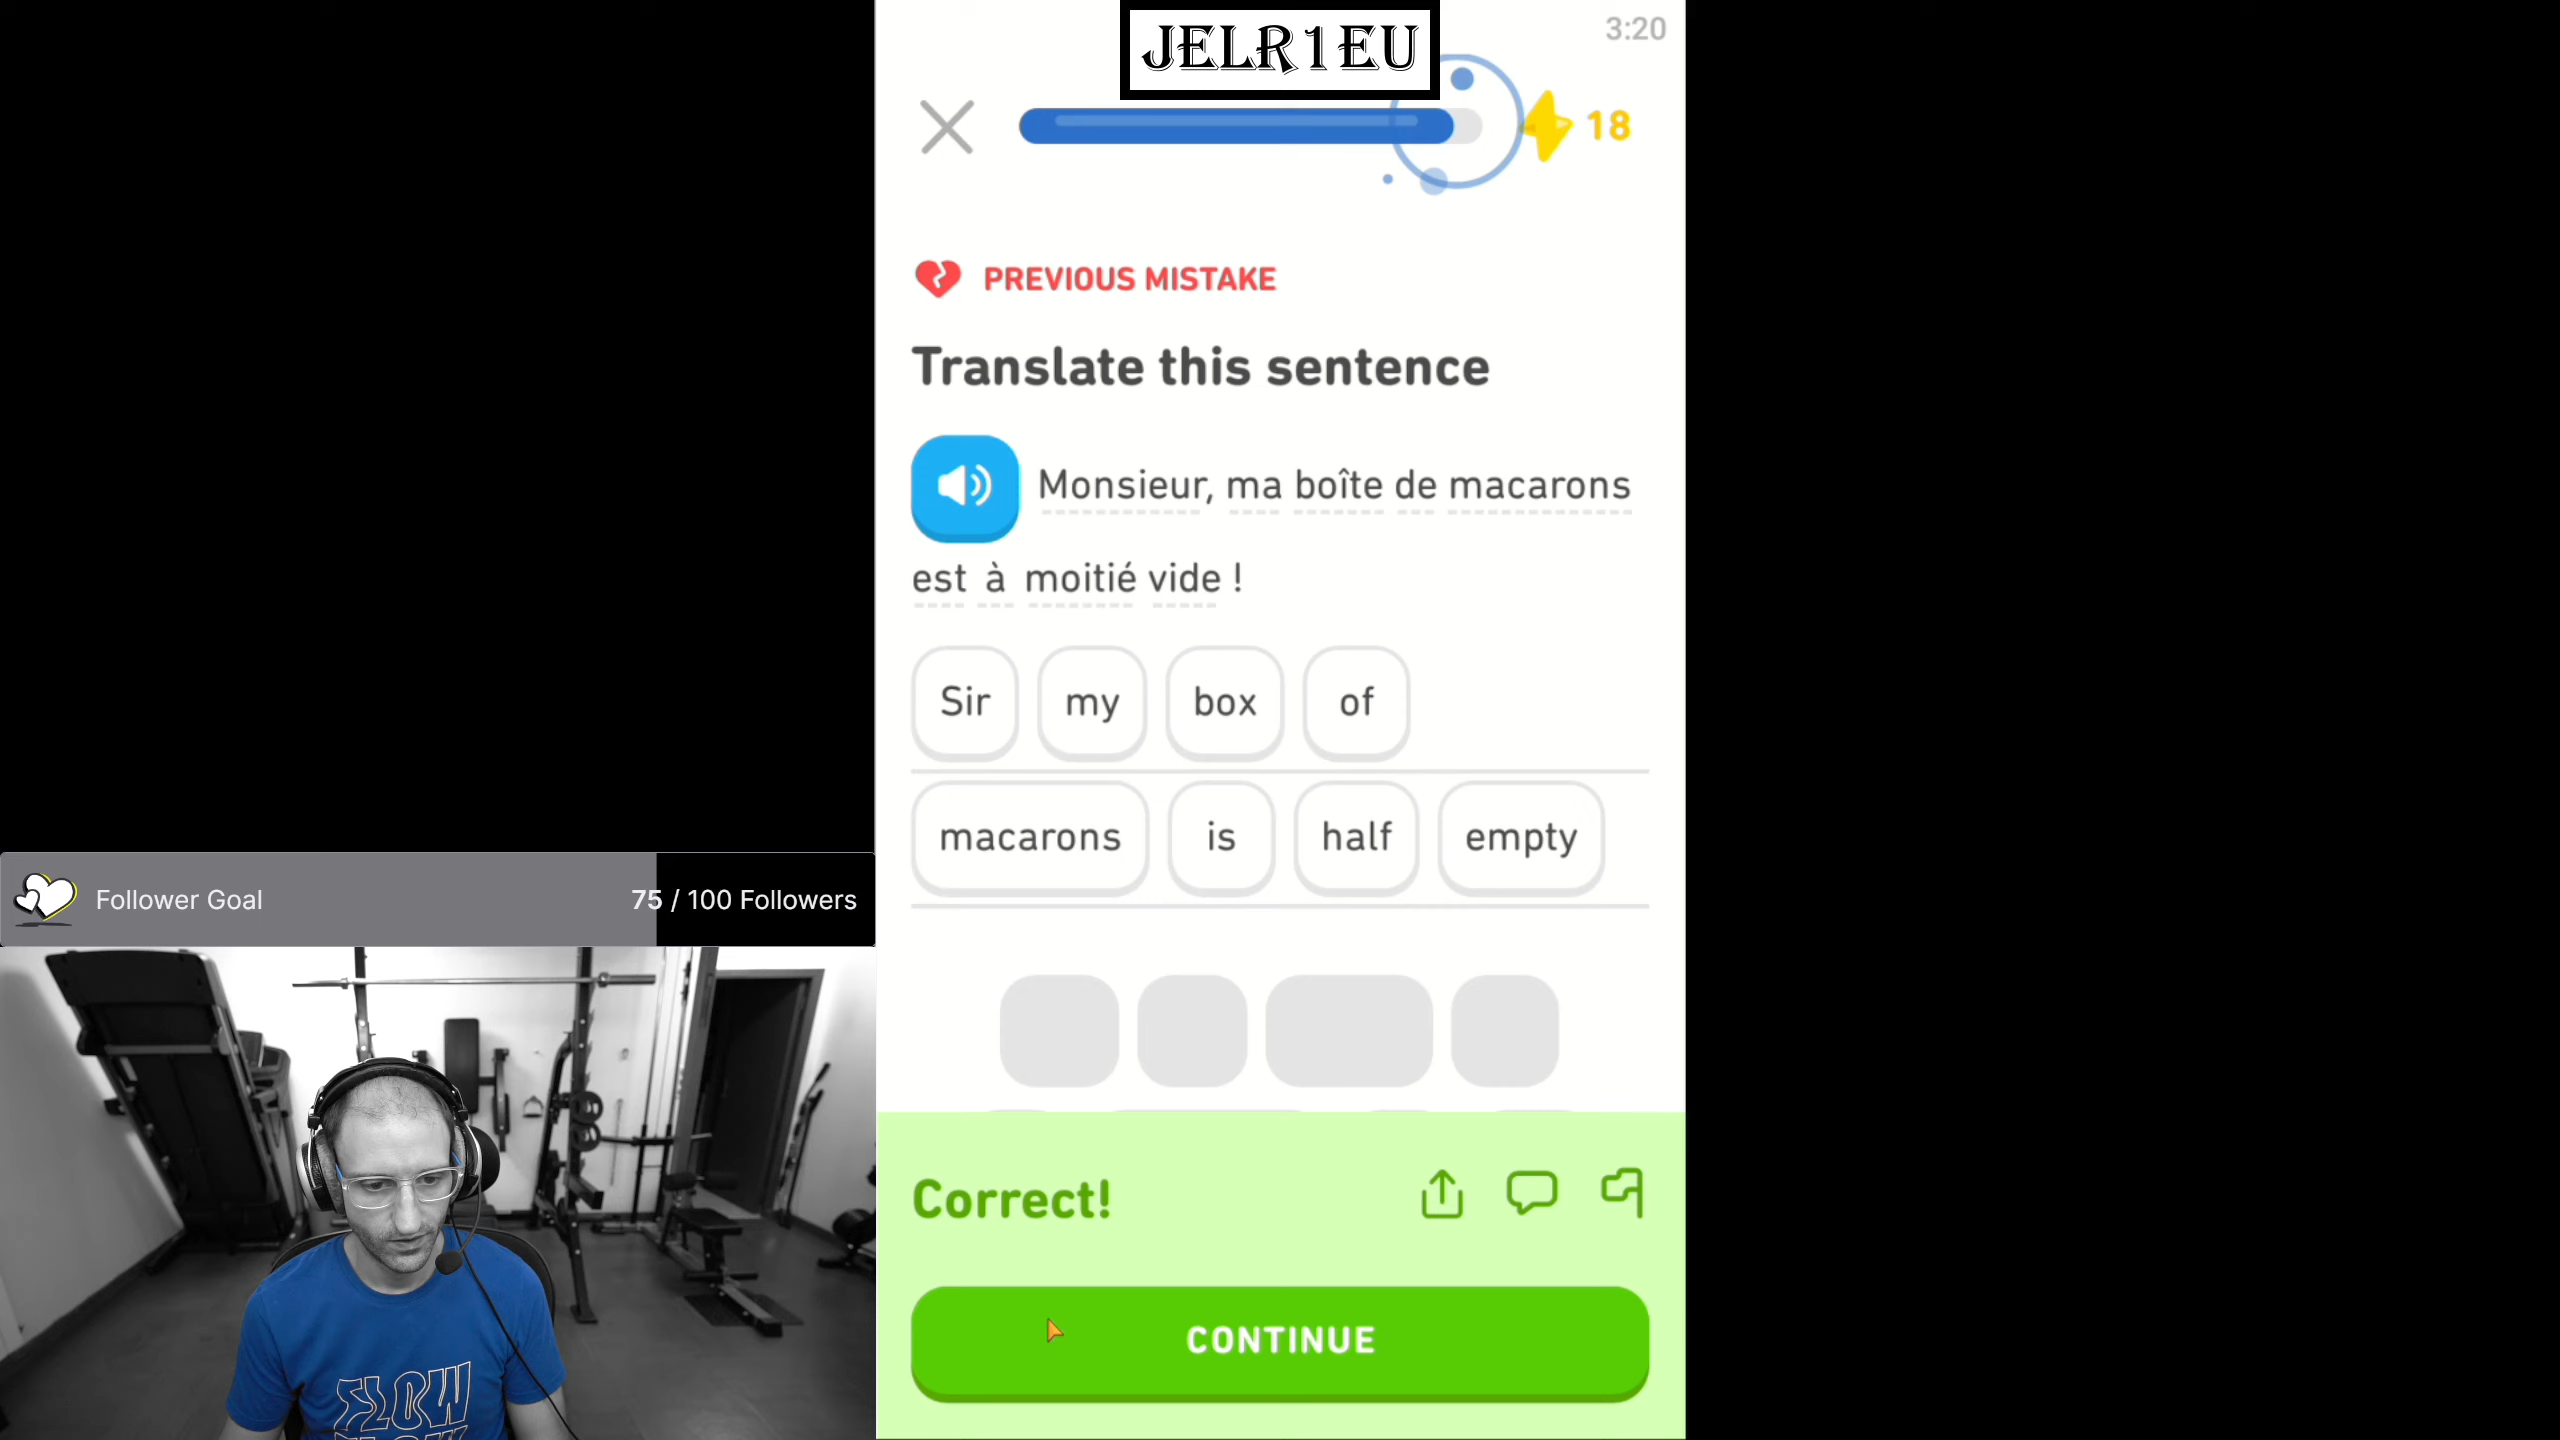 JELR1EU
3:20
18
PREVIOUS MISTAKE
Translate this sentence
Monsieur, ma boîte de macarons
est à moitié vide !
Sir my box of
macarons is half empty
Follower Goal 75 / 100 Followers
Correct!
CONTINUE
FLOW